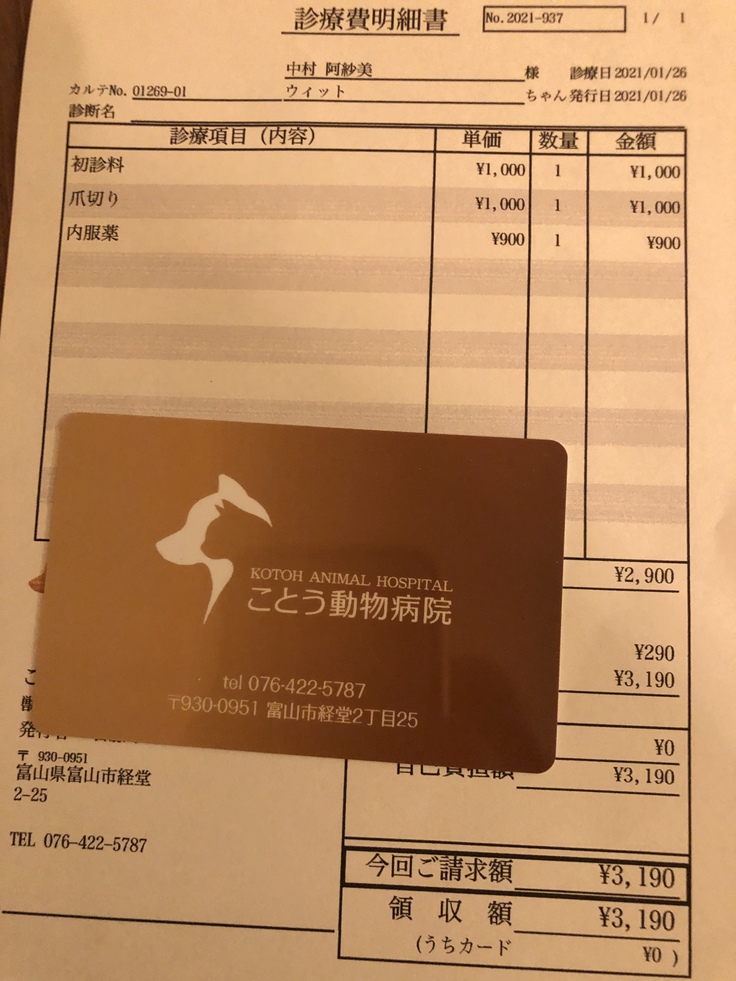 診療費明細書 No.2021-937 1/ 1
中村 阿紗美 様 診療日 2021/01/26
カルテNo. 01269-01 ウィット ちゃん 発行日 2021/01/26
診断名
診療項目（内容） 単価 数量 金額
初診料 ¥1,000 1 ¥1,000
爪切り ¥1,000 1 ¥1,000
内服薬 ¥900 1 ¥900
¥2,900
¥290
¥3,190
¥0
自己負担額 ¥3,190
KOTOH ANIMAL HOSPITAL
ことう動物病院
tel 076-422-5787
〒930-0951 富山市経堂2丁目25
〒 930-0951
富山県富山市経堂
2-25
TEL 076-422-5787
今回ご請求額 ¥3,190
領 収 額 ¥3,190
(うちカード ¥0 )